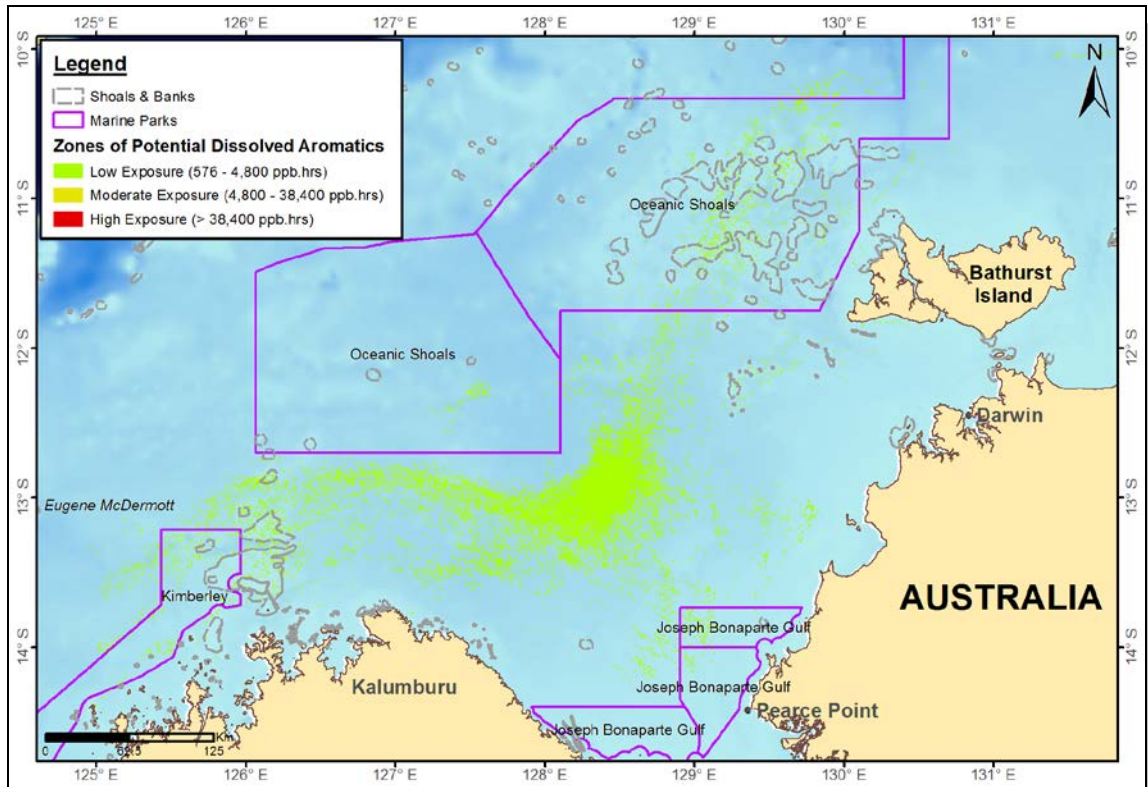 125° E 126° E 127° E 128° E 129° E 130° E 131° E
10° S
11° S
12° S
13° S
14° S
Legend
Shoals & Banks
Marine Parks
Zones of Potential Dissolved Aromatics
Low Exposure (576 - 4,800 ppb.hrs)
Moderate Exposure (4,800 - 38,400 ppb.hrs)
High Exposure (> 38,400 ppb.hrs)
N
10° S
11° S
12° S
13° S
14° S
Oceanic Shoals
Bathurst
Island
Oceanic Shoals
Darwin
Eugene McDermott
Kimberley
AUSTRALIA
Joseph Bonaparte Gulf
Kalumburu
Joseph Bonaparte Gulf
Pearce Point
Joseph Bonaparte Gulf
Km
0 125
125° E 126° E 127° E 128° E 129° E 130° E 131° E